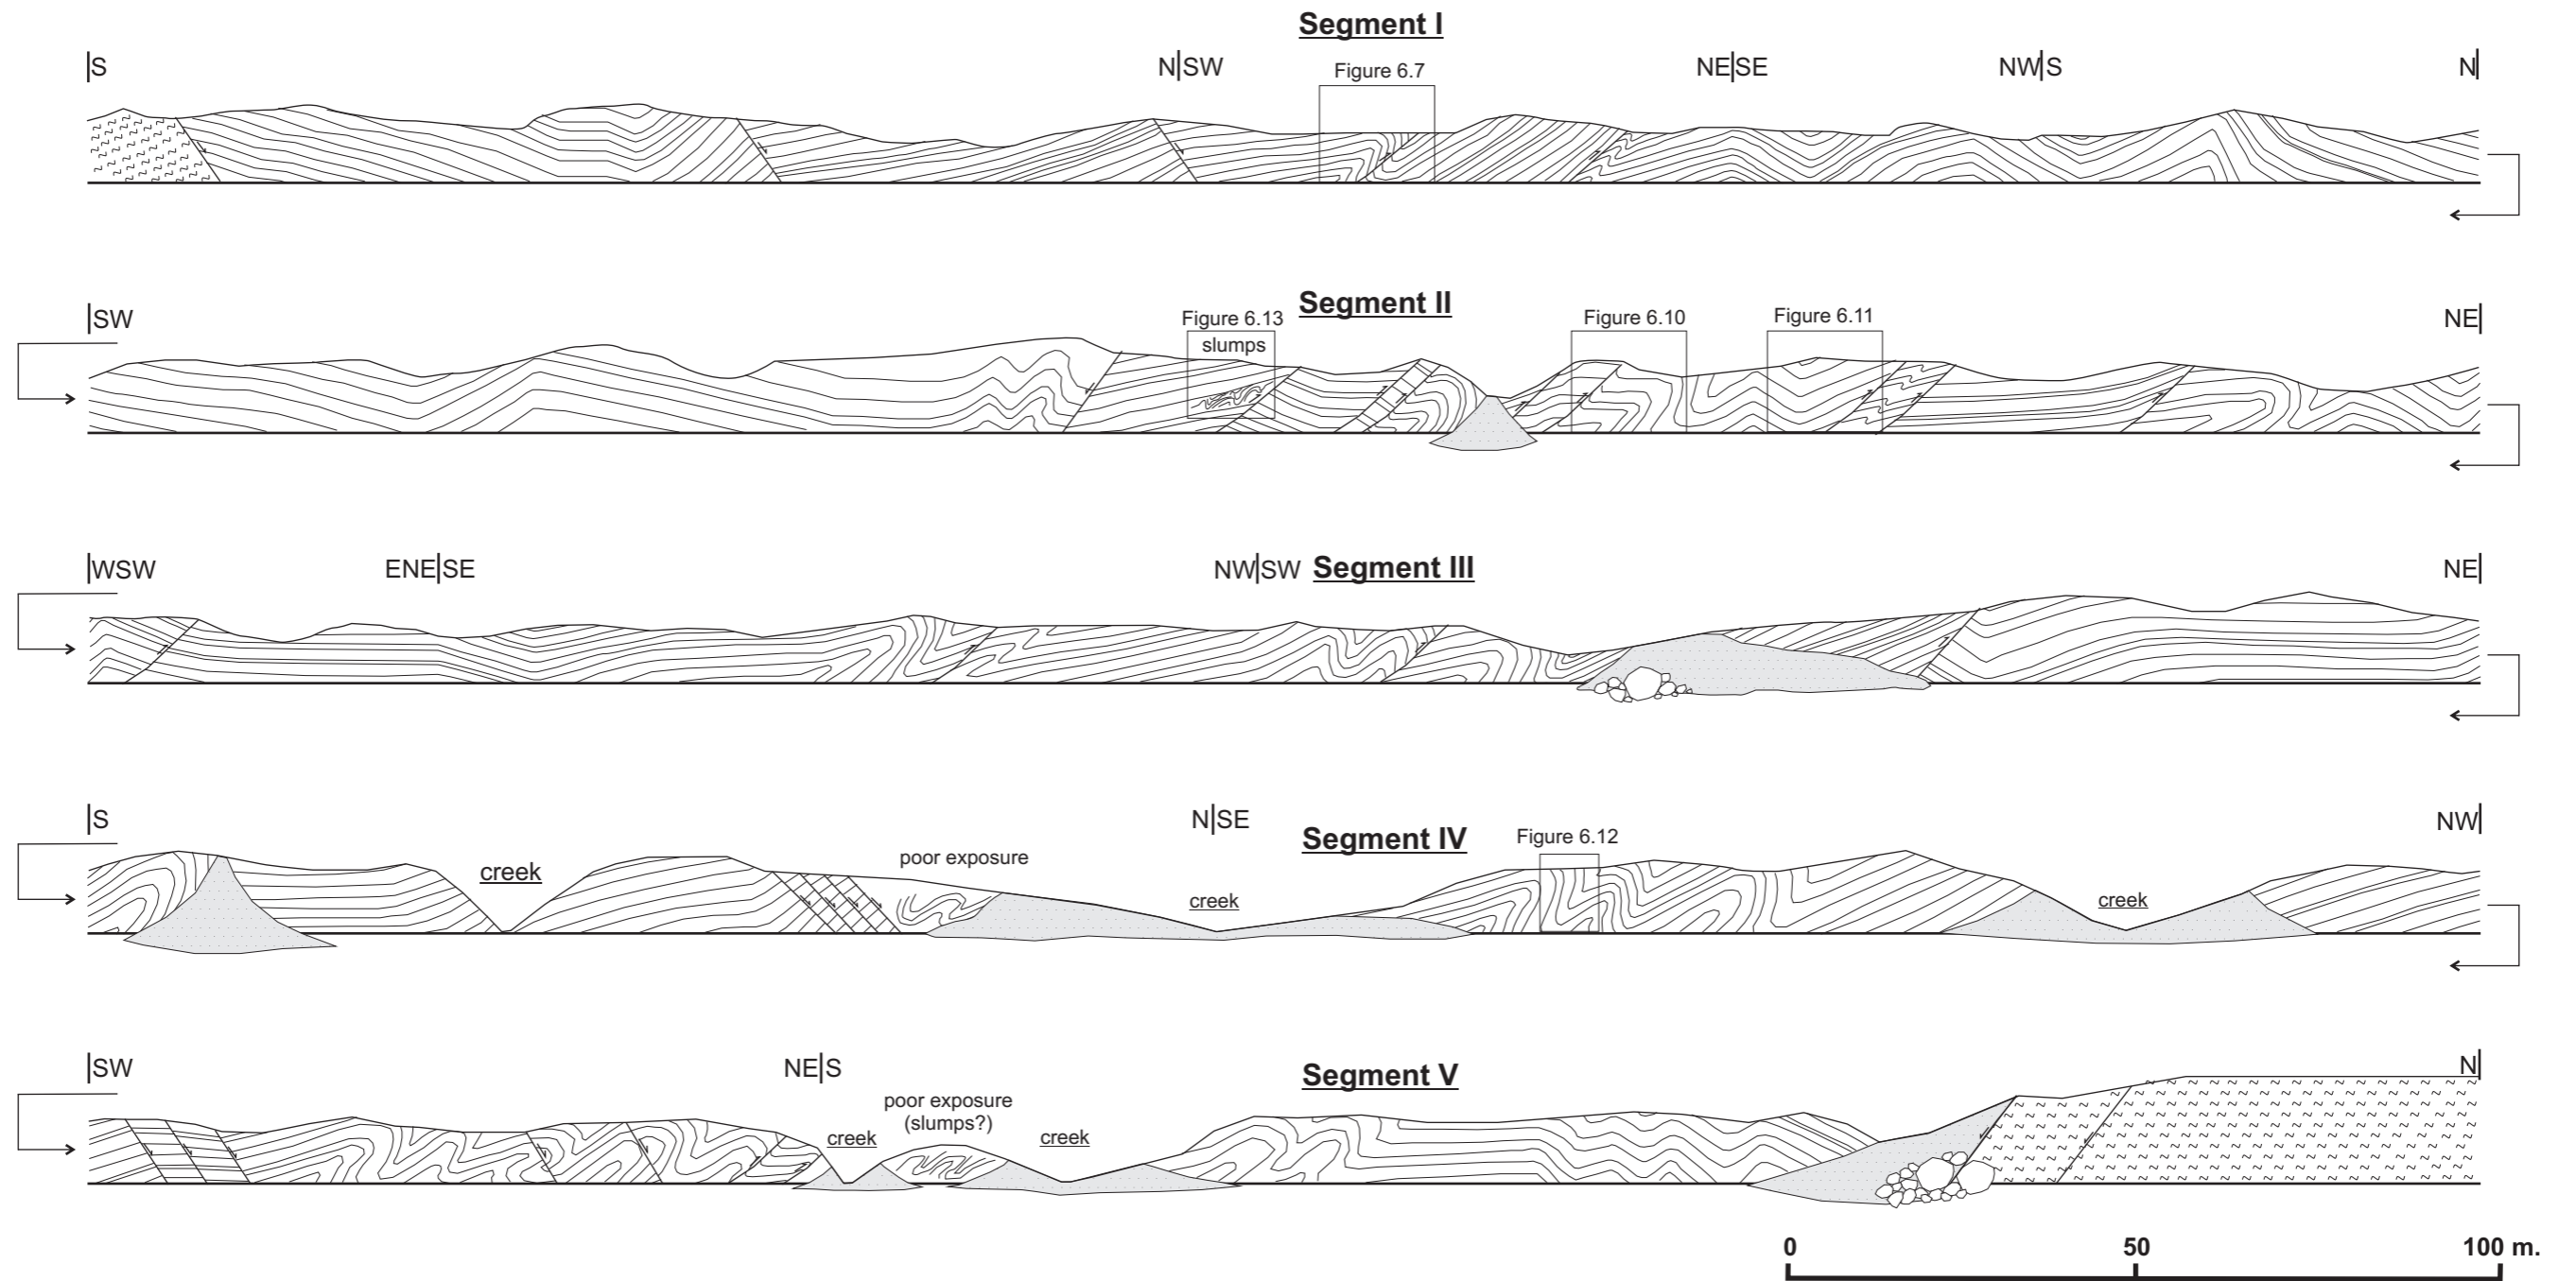 Segment I
S
N|SW
Figure 6.7
NE|SE
NW|S
N
Segment II
SW
Figure 6.13
slumps
Figure 6.10
Figure 6.11
NE
Segment III
WSW
ENE|SE
NW|SW
NE
S
N|SE
Segment IV
Figure 6.12
NW
creek
poor exposure
creek
creek
SW
NE|S
Segment V
N
poor exposure
(slumps?)
creek
creek
0
50
100 m.